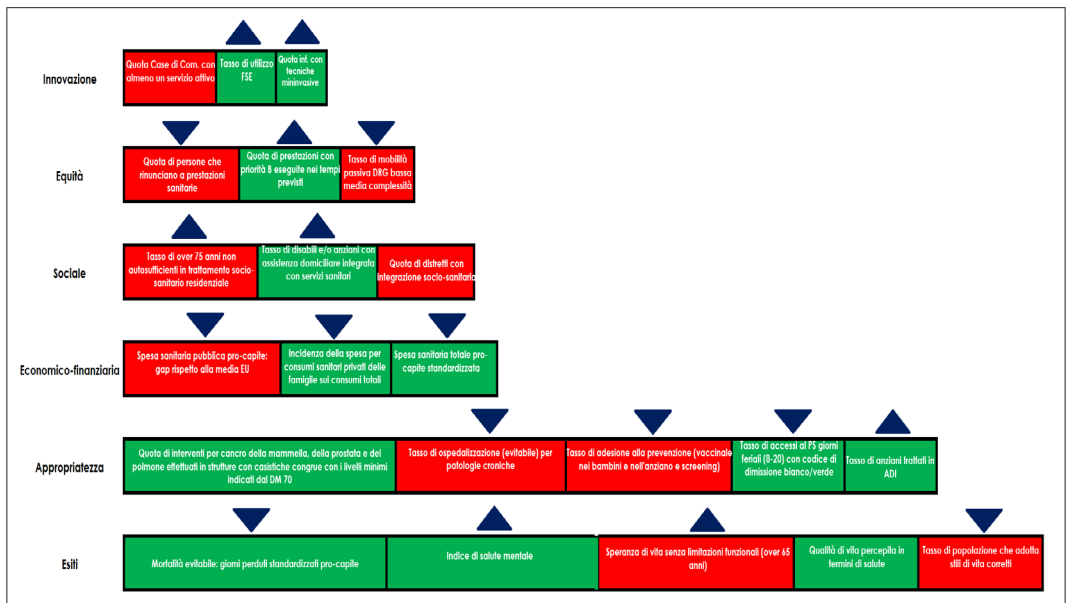 Innovazione
Quota Case di Com. con
almeno un servizio attivo
Tasso di utilizzo
FSE
Quota int. con
tecniche
mininvasive
Equità
Quota di persone che
rinunciano a prestazioni
sanitarie
Quota di prestazioni con
priorità B eseguite nei tempi
previsti
Tasso di mobilità
passiva DRG bassa
media complessità
Sociale
Tasso di over 75 anni non
autosufficienti in trattamento socio-
sanitario residenziale
Tasso di disabili e/o anziani con
assistenza domiciliare integrata
con servizi sanitari
Quota di distretti con
Integrazione socio-sanitaria
Economico-finanziaria
Spesa sanitaria pubblica pro-capite:
gap rispetto alla media EU
Incidenza della spesa per
consumi sanitari privati delle
famiglie sui consumi totali
Spesa sanitaria totale pro-
capite standardizzata
Appropriatezza
Quota di interventi per cancro della mammella, della prostata e del
polmone effettuati in strutture con casistiche congrue con i livelli minimi
indicati dal DM 70
Tasso di ospedalizzazione (evitabile) per
patologie croniche
Tasso di adesione alla prevenzione (vaccinale
nei bambini e nell'anziano e screening)
Tasso di accessi al PS giorni
feriali (8-20) con codice di
dimissione bianco/verde
Tasso di anziani trattati in
ADI
Esiti
Mortalità evitabile: giorni perduti standardizzati pro-capite
Indice di salute mentale
Speranza di vita senza limitazioni funzionali (over 65
anni)
Qualità di vita percepita in
termini di salute
Tasso di popolazione che adotta
stili di vita corretti